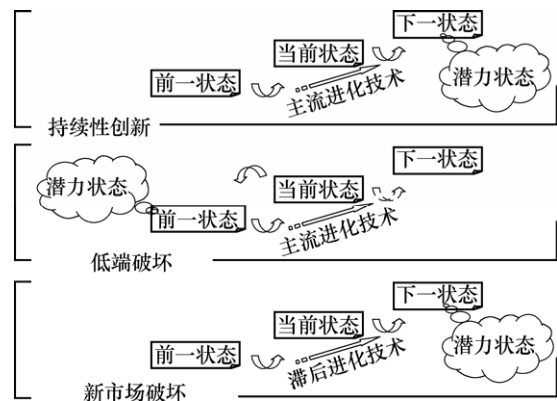 下一状态
当前状态
潜力状态
前一状态
主流进化技术
持续性创新
下一状态
潜力状态
当前状态
前一状态
主流进化技术
低端破坏
下一状态
当前状态
潜力状态
前一状态
滞后进化技术
新市场破坏